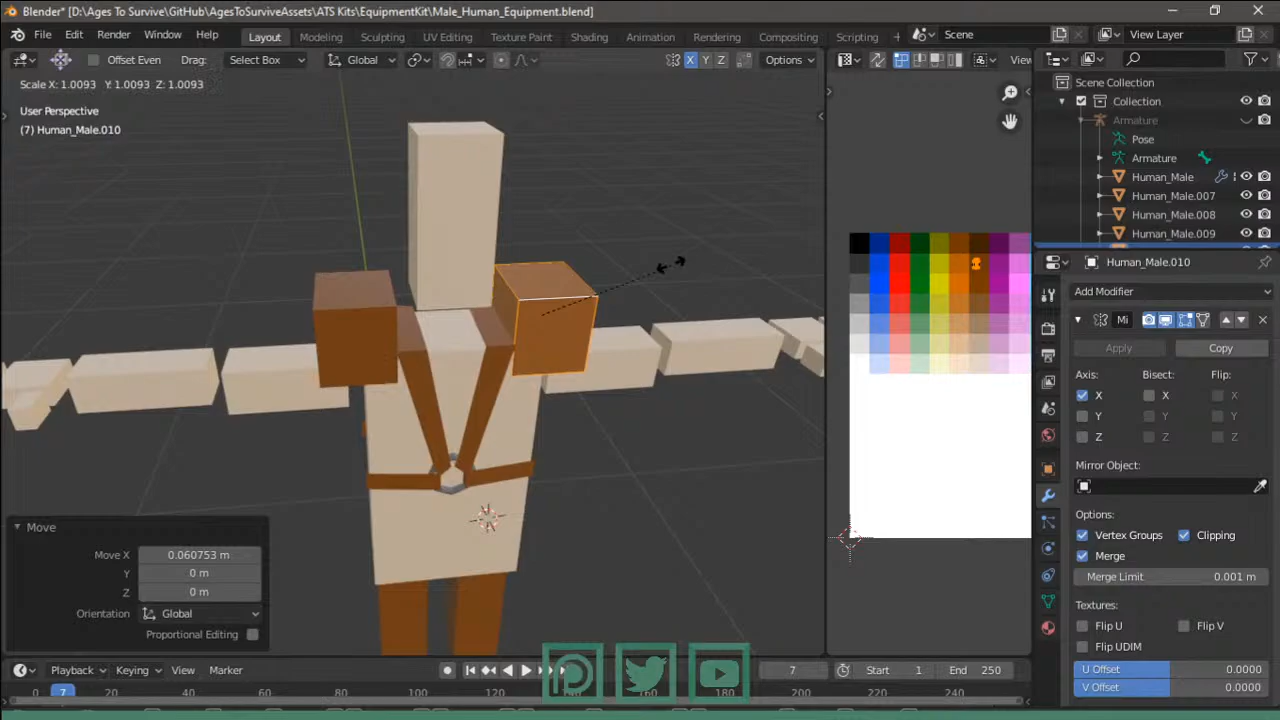 Blender* [D:\Ages To Survive\GitHub\AgesToSurviveAssets\ATS Kits\EquipmentKit\Male_Human_Equipment.blend]
File Edit Render Window Help Layout Modeling Sculpting UV Editing Texture Paint Shading Animation Rendering Compositing Scripting + Scene View Layer
Offset Even Drag: Select Box Global X Y Z Options View
Scale X: 1.0093 Y: 1.0093 Z: 1.0093
User Perspective
(7) Human_Male.010
Scene Collection
Collection
Armature
Pose
Armature
Human_Male
Human_Male.007
Human_Male.008
Human_Male.009
Human_Male.010
Add Modifier
Mi
Apply Copy
Axis: Bisect: Flip:
X X X
Y Y Y
Z Z Z
Mirror Object:
Options:
Vertex Groups Clipping
Merge
Merge Limit 0.001 m
Textures:
Flip U Flip V
Flip UDIM
U Offset 0.0000
V Offset 0.0000
Move
Move X 0.060753 m
Y 0 m
Z 0 m
Orientation Global
Proportional Editing
Playback Keying View Marker 7 Start 1 End 250
0 7 20 40 60 80 100 120 140 160 180 200 220 240